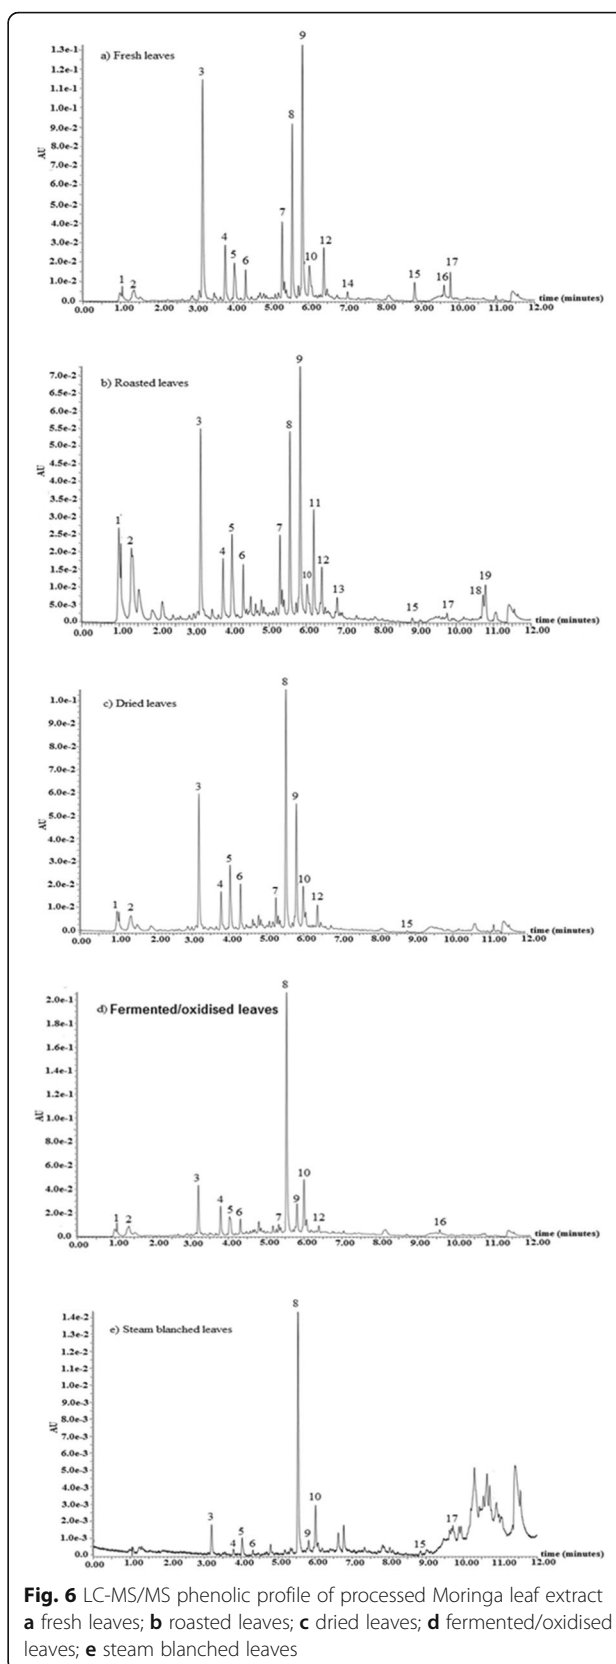 9
1.3e-1
a) Fresh leaves
1.2e-1
3
1.1e-1
1.0e-1
8
9.0e-2
8.0e-2
AU
7.0e-2
6.0e-2
5.0e-2
7
4.0e-2
4
12
3.0e-2
5
10
17
2.0e-2
6
15
16
1.0e-2
1
2
14
0.0
time (minutes)
0.00 1.00 2.00 3.00 4.00 5.00 6.00 7.00 8.00 9.00 10.00 11.00 12.00
9
7.0e-2
b) Roasted leaves
6.5e-2
6.0e-2
3
8
5.5e-2
5.0e-2
4.5e-2
AU
4.0e-2
3.5e-2
11
3.0e-2
1
5
7
2.5e-2
2
4
6
12
2.0e-2
1.5e-2
10
13
19
1.0e-2
18
5.0e-3
15
17
0.0
time (minutes)
0.00 1.00 2.00 3.00 4.00 5.00 6.00 7.00 8.00 9.00 10.00 11.00 12.00
8
1.0e-1
c) Dried leaves
9.0e-2
8.0e-2
7.0e-2
3
9
6.0e-2
AU
5.0e-2
4.0e-2
5
3.0e-2
4
6
10
2.0e-2
7
12
1.0e-2
1
2
15
0.0
time (minutes)
0.00 1.00 2.00 3.00 4.00 5.00 6.00 7.00 8.00 9.00 10.00 11.00 12.00
8
2.0e-1
d) Fermented/oxidised leaves
1.8e-1
1.6e-1
1.4e-1
1.2e-1
AU
1.0e-1
8.0e-2
6.0e-2
3
10
4.0e-2
4
9
2.0e-2
1
2
5
6
7
12
16
0.0
time (minutes)
0.00 1.00 2.00 3.00 4.00 5.00 6.00 7.00 8.00 9.00 10.00 11.00 12.00
8
1.4e-2
e) Steam blanched leaves
1.3e-2
1.2e-2
1.0e-2
9.0e-3
8.0e-3
AU
7.0e-3
6.0e-3
5.0e-3
4.0e-3
10
3.0e-3
3
17
2.0e-3
5
9
1.0e-3
4
6
15
0.0
time (minutes)
0.00 1.00 2.00 3.00 4.00 5.00 6.00 7.00 8.00 9.00 10.00 11.00 12.00
Fig. 6 LC-MS/MS phenolic profile of processed Moringa leaf extract
a fresh leaves; b roasted leaves; c dried leaves; d fermented/oxidised
leaves; e steam blanched leaves